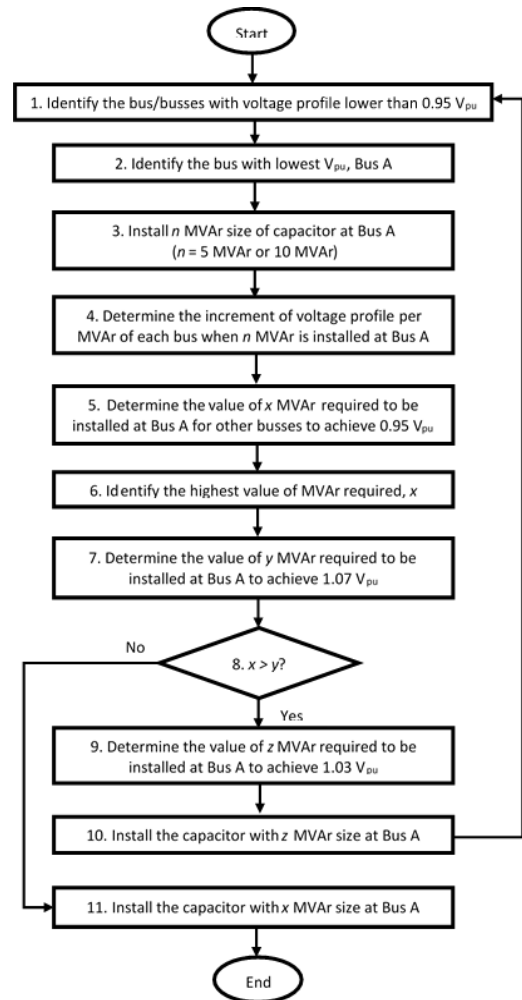 Start
1. Identify the bus/busses with voltage profile lower than 0.95 Vpu
2. Identify the bus with lowest Vpu, Bus A
3. Install n MVAr size of capacitor at Bus A
(n = 5 MVAr or 10 MVAr)
4. Determine the increment of voltage profile per
MVAr of each bus when n MVAr is installed at Bus A
5. Determine the value of x MVAr required to be
installed at Bus A for other busses to achieve 0.95 Vpu
6. Identify the highest value of MVAr required, x
7. Determine the value of y MVAr required to be
installed at Bus A to achieve 1.07 Vpu
No
8. x > y?
Yes
9. Determine the value of z MVAr required to be
installed at Bus A to achieve 1.03 Vpu
10. Install the capacitor with z MVAr size at Bus A
11. Install the capacitor with x MVAr size at Bus A
End